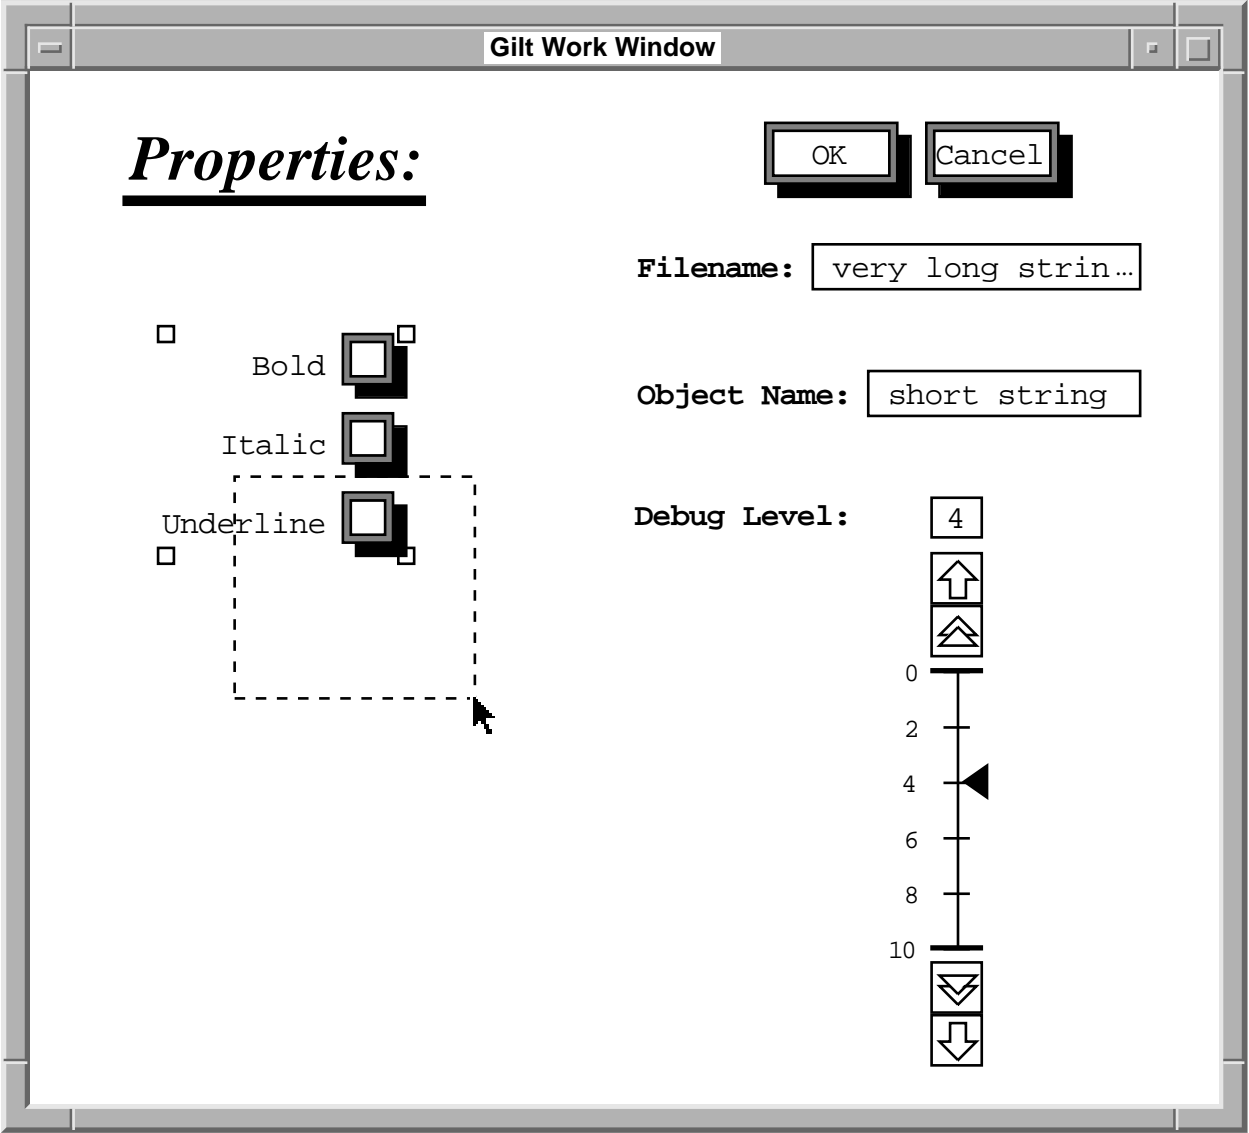 Gilt Work Window
Properties:
OK
Cancel
Filename: very long strin...
Bold
Italic
Underline
Object Name: short string
Debug Level: 4
0
2
4
6
8
10